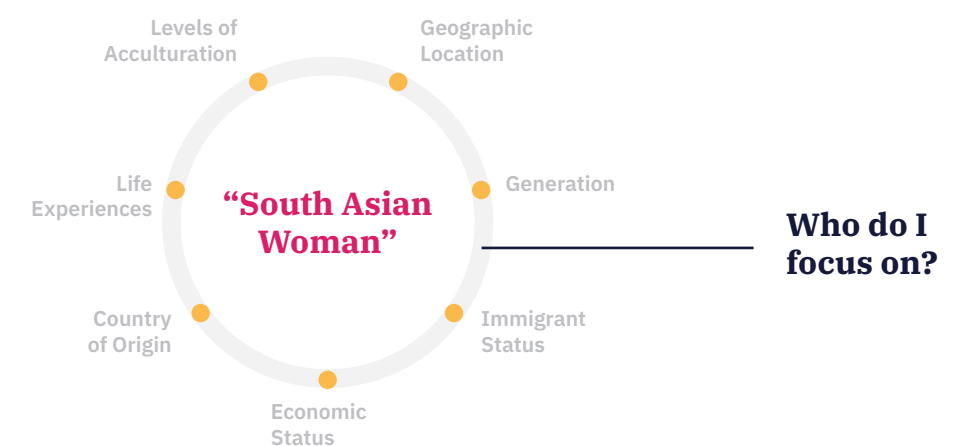 Levels of
Acculturation
Geographic
Location
Life
Experiences
“South Asian
Woman”
Generation
Who do I
focus on?
Country
of Origin
Immigrant
Status
Economic
Status